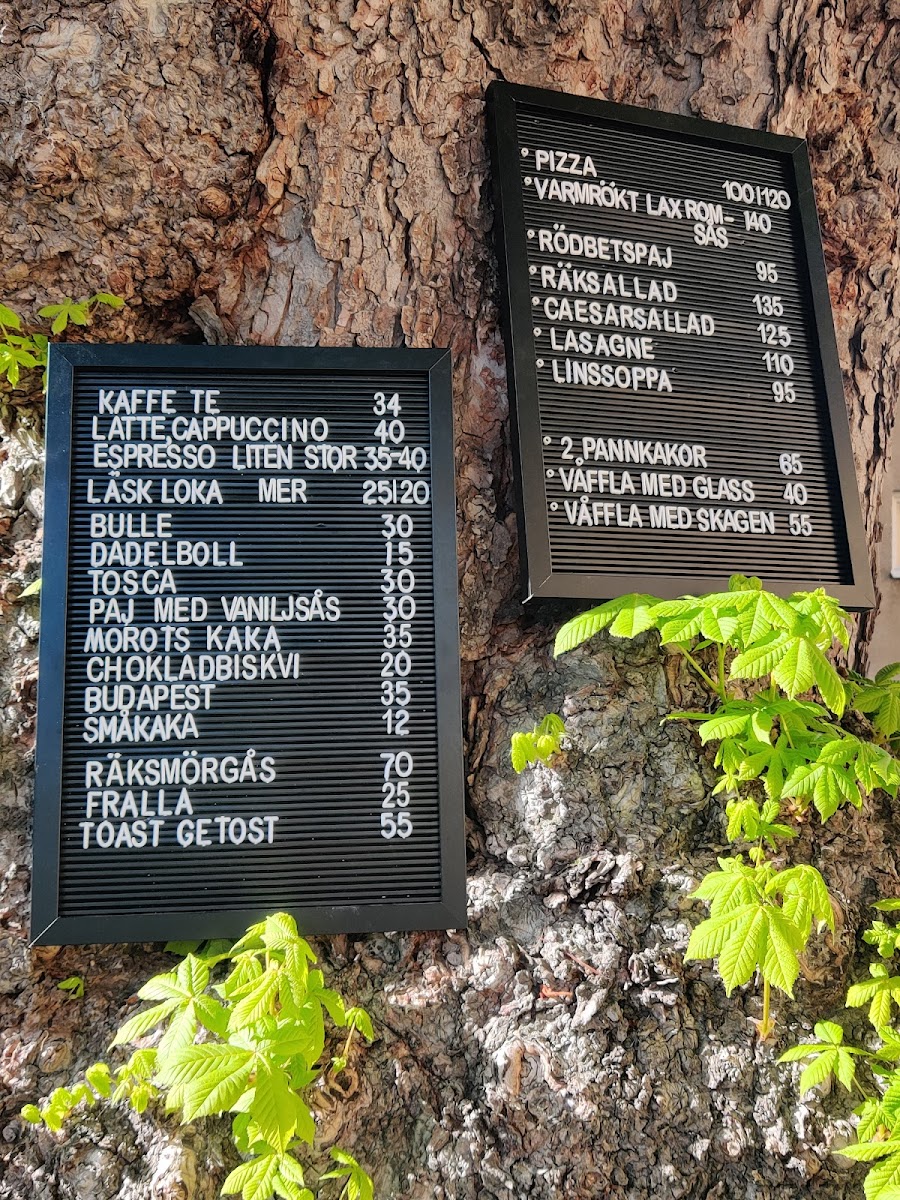 KAFFE TE 34
LATTE CAPPUCCINO 40
ESPRESSO LITEN STOR 35-40
LÄSK LOKA MER 25|20
BULLE 30
DADELBOLL 15
TOSCA 30
PAJ MED VANILJSÅS 30
MOROTS KAKA 35
CHOKLADBISKVI 20
BUDAPEST 35
SMÅKAKA 12
RÄKSMÖRGÅS 70
FRALLA 25
TOAST GETOST 55
° PIZZA 100|120
° VARMRÖKT LAX ROM- 140
SÅS
° RÖDBETSPAJ 95
° RÄKSALLAD 135
° CAESARSALLAD 125
° LASAGNE 110
° LINSSOPPA 95
° 2 PANNKAKOR 65
° VÅFFLA MED GLASS 40
° VÅFFLA MED SKAGEN 55